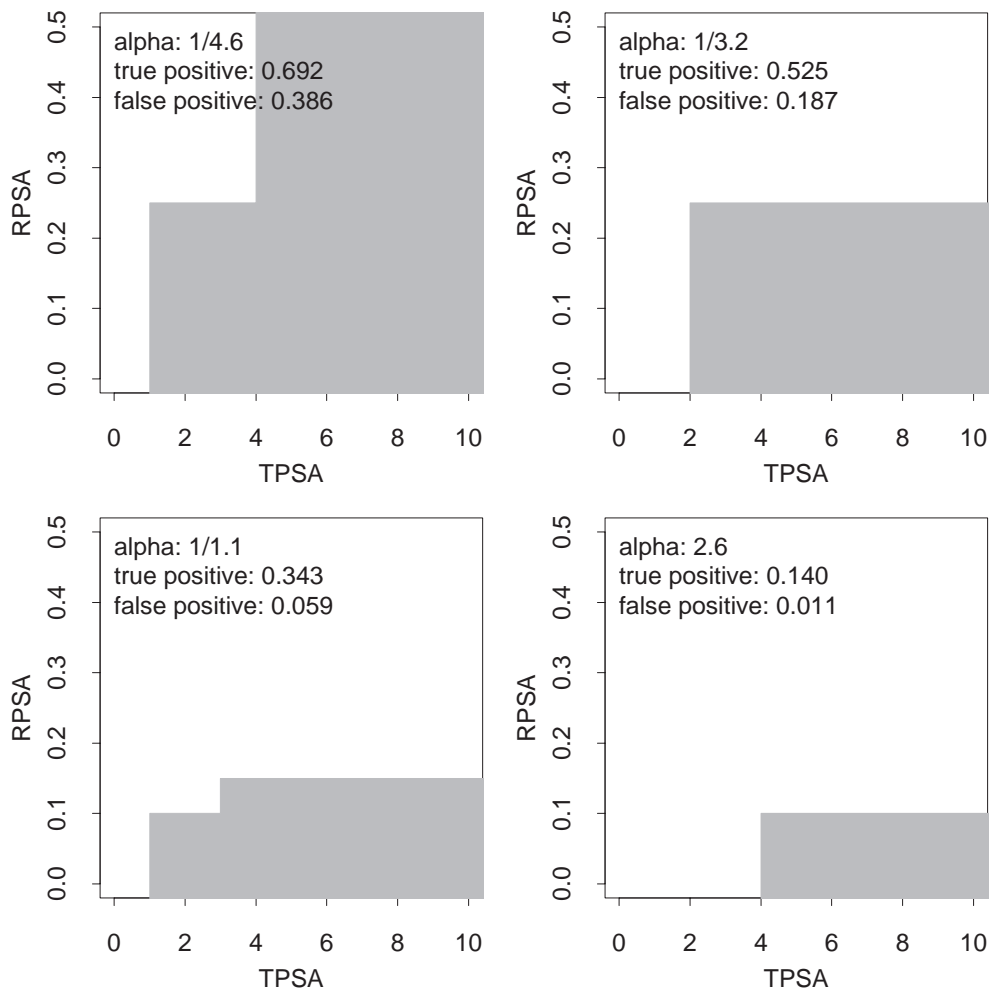 alpha: 1/4.6
true positive: 0.692
false positive: 0.386
RPSA
0.5
0.4
0.3
0.2
0.1
0.0
0 2 4 6 8 10
TPSA
alpha: 1/3.2
true positive: 0.525
false positive: 0.187
RPSA
0.5
0.4
0.3
0.2
0.1
0.0
0 2 4 6 8 10
TPSA
alpha: 1/1.1
true positive: 0.343
false positive: 0.059
RPSA
0.5
0.4
0.3
0.2
0.1
0.0
0 2 4 6 8 10
TPSA
alpha: 2.6
true positive: 0.140
false positive: 0.011
RPSA
0.5
0.4
0.3
0.2
0.1
0.0
0 2 4 6 8 10
TPSA